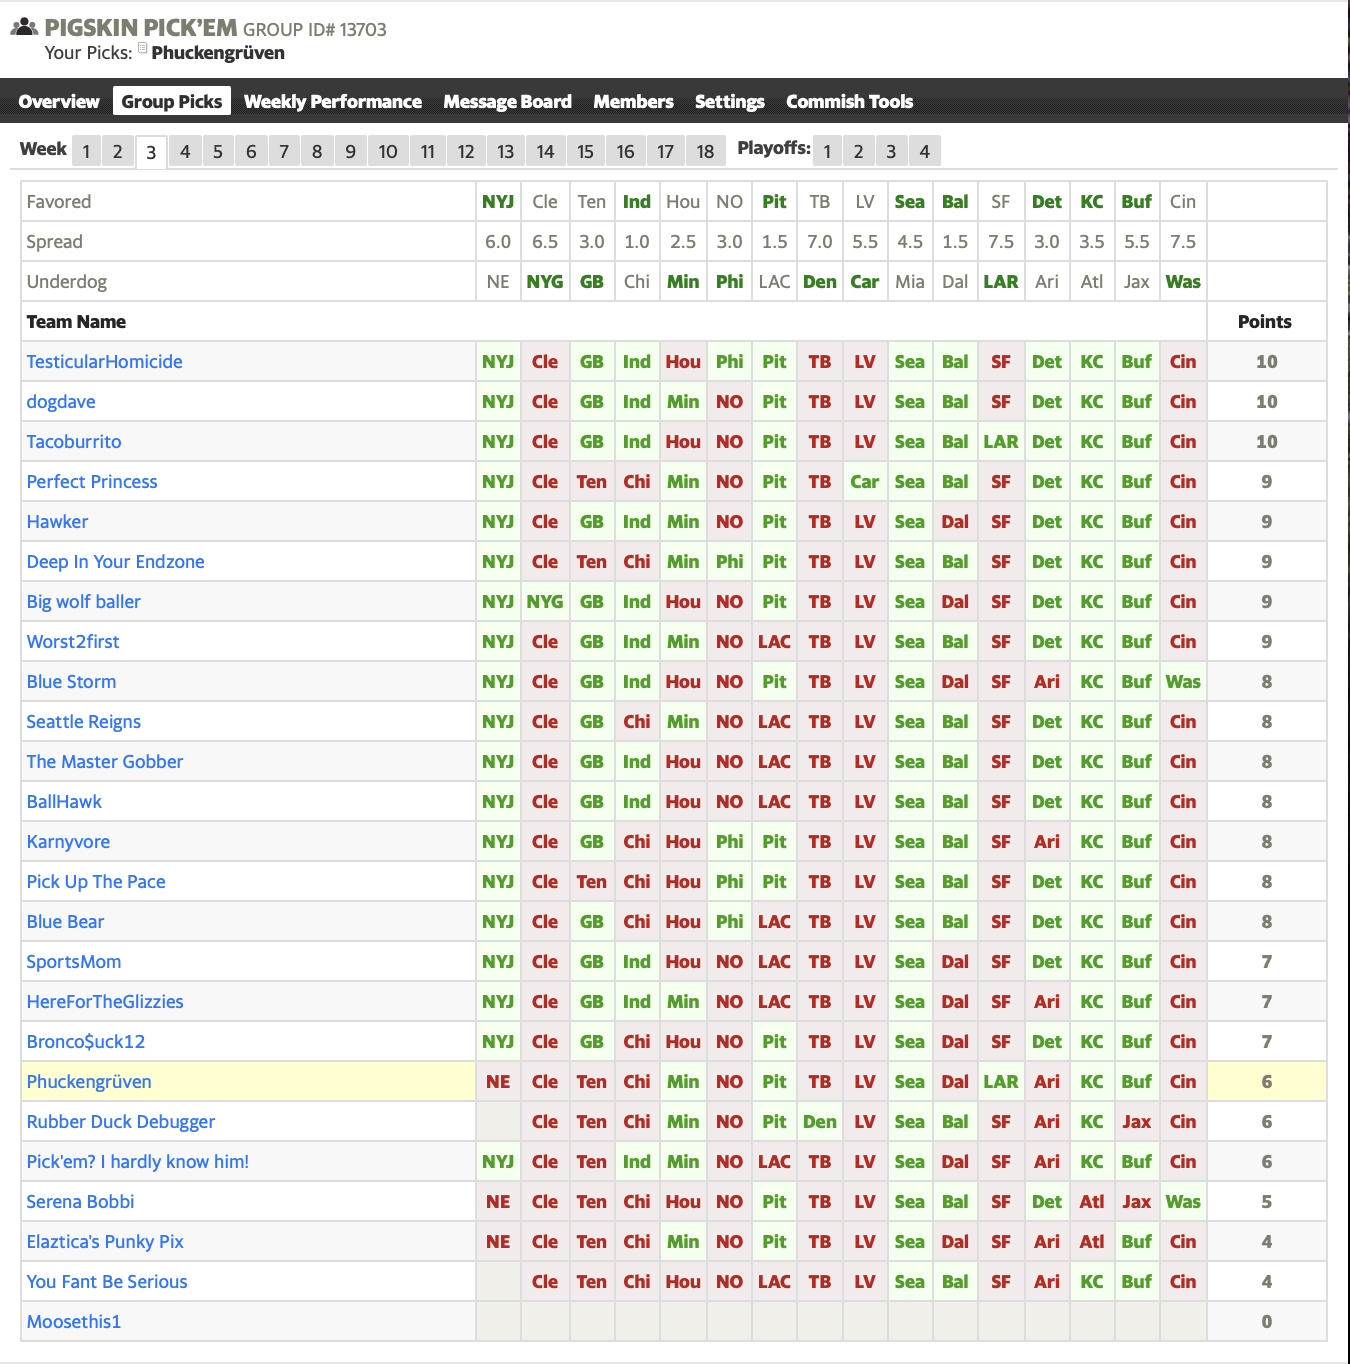 PIGSKIN PICK'EM GROUP ID# 13703
Your Picks: Phuckengrüven
Overview Group Picks Weekly Performance Message Board Members Settings Commish Tools
Week 1 2 3 4 5 6 7 8 9 10 11 12 13 14 15 16 17 18 Playoffs: 1 2 3 4
Favored NYJ Cle Ten Ind Hou NO Pit TB LV Sea Bal SF Det KC Buf Cin
Spread 6.0 6.5 3.0 1.0 2.5 3.0 1.5 7.0 5.5 4.5 1.5 7.5 3.0 3.5 5.5 7.5
Underdog NE NYG GB Chi Min Phi LAC Den Car Mia Dal LAR Ari Atl Jax Was
Team Name Points
TesticularHomicide NYJ Cle GB Ind Hou Phi Pit TB LV Sea Bal SF Det KC Buf Cin 10
dogdave NYJ Cle GB Ind Min NO Pit TB LV Sea Bal SF Det KC Buf Cin 10
Tacoburrito NYJ Cle GB Ind Hou NO Pit TB LV Sea Bal LAR Det KC Buf Cin 10
Perfect Princess NYJ Cle Ten Chi Min NO Pit TB Car Sea Bal SF Det KC Buf Cin 9
Hawker NYJ Cle GB Ind Min NO Pit TB LV Sea Dal SF Det KC Buf Cin 9
Deep In Your Endzone NYJ Cle Ten Chi Min Phi Pit TB LV Sea Bal SF Det KC Buf Cin 9
Big wolf baller NYJ NYG GB Ind Hou NO Pit TB LV Sea Dal SF Det KC Buf Cin 9
Worst2first NYJ Cle GB Ind Min NO LAC TB LV Sea Bal SF Det KC Buf Cin 9
Blue Storm NYJ Cle GB Ind Hou NO Pit TB LV Sea Dal SF Ari KC Buf Was 8
Seattle Reigns NYJ Cle GB Chi Min NO LAC TB LV Sea Bal SF Det KC Buf Cin 8
The Master Gobber NYJ Cle GB Ind Hou NO LAC TB LV Sea Bal SF Det KC Buf Cin 8
BallHawk NYJ Cle GB Ind Hou NO LAC TB LV Sea Bal SF Det KC Buf Cin 8
Karnyvore NYJ Cle GB Chi Hou Phi Pit TB LV Sea Bal SF Ari KC Buf Cin 8
Pick Up The Pace NYJ Cle Ten Chi Hou Phi Pit TB LV Sea Bal SF Det KC Buf Cin 8
Blue Bear NYJ Cle GB Chi Hou Phi LAC TB LV Sea Bal SF Det KC Buf Cin 8
SportsMom NYJ Cle GB Ind Hou NO LAC TB LV Sea Dal SF Det KC Buf Cin 7
HereForTheGlizzies NYJ Cle GB Ind Min NO LAC TB LV Sea Dal SF Ari KC Buf Cin 7
Bronco$uck12 NYJ Cle GB Chi Hou NO Pit TB LV Sea Dal SF Det KC Buf Cin 7
Phuckengrüven NE Cle Ten Chi Min NO Pit TB LV Sea Dal LAR Ari KC Buf Cin 6
Rubber Duck Debugger Cle Ten Chi Min NO Pit Den LV Sea Bal SF Ari KC Jax Cin 6
Pick'em? I hardly know him! NYJ Cle Ten Ind Min NO LAC TB LV Sea Dal SF Ari KC Buf Cin 6
Serena Bobbi NE Cle Ten Chi Hou NO Pit TB LV Sea Bal SF Det Atl Jax Was 5
Elaztica's Punky Pix NE Cle Ten Chi Min NO Pit TB LV Sea Dal SF Ari Atl Buf Cin 4
You Fant Be Serious Cle Ten Chi Hou NO LAC TB LV Sea Bal SF Ari KC Buf Cin 4
Moosethis1 0